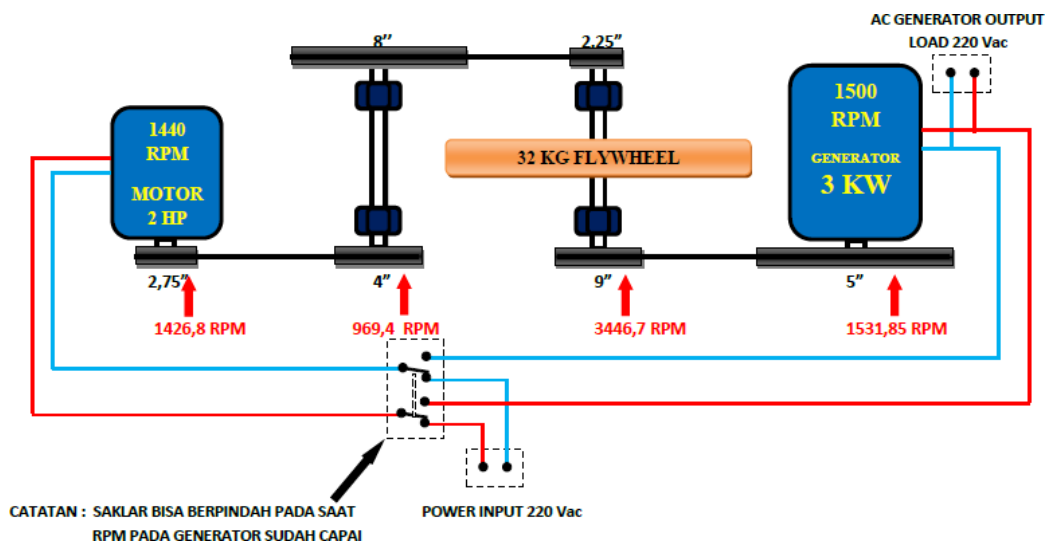 AC GENERATOR OUTPUT
LOAD 220 Vac
8’’
2.25”
1440
RPM
MOTOR
2 HP
32 KG FLYWHEEL
1500
RPM
GENERATOR
3 KW
2,75”
4”
9”
5”
1426,8 RPM
969,4 RPM
3446,7 RPM
1531,85 RPM
CATATAN : SAKLAR BISA BERPINDAH PADA SAAT
RPM PADA GENERATOR SUDAH CAPAI
POWER INPUT 220 Vac